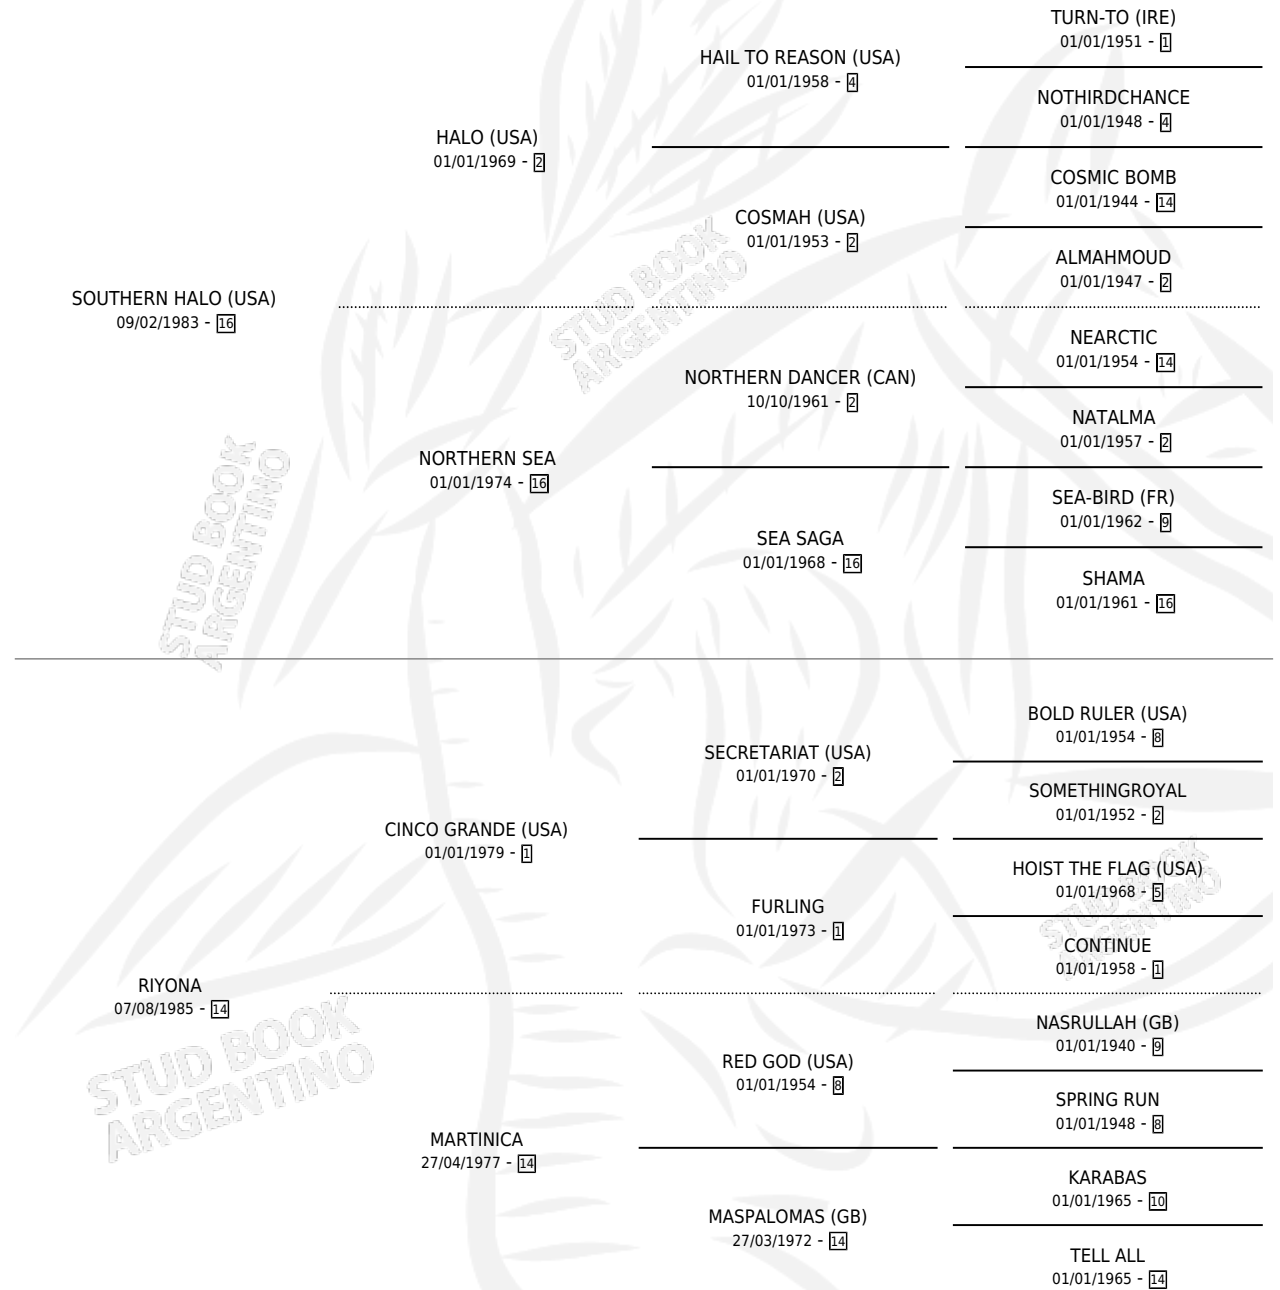 TURN-TO (IRE)
01/01/1951 - 1
HAIL TO REASON (USA)
01/01/1958 - 4
NOTHIRDCHANCE
01/01/1948 - 4
HALO (USA)
01/01/1969 - 2
COSMIC BOMB
01/01/1944 - 14
COSMAH (USA)
01/01/1953 - 2
ALMAHMOUD
01/01/1947 - 2
SOUTHERN HALO (USA)
09/02/1983 - 16
STUD BOOK
ARGENTINO
NEARCTIC
01/01/1954 - 14
NORTHERN DANCER (CAN)
10/10/1961 - 2
NATALMA
01/01/1957 - 2
NORTHERN SEA
01/01/1974 - 16
SEA-BIRD (FR)
01/01/1962 - 9
SEA SAGA
01/01/1968 - 16
SHAMA
01/01/1961 - 16
STUD BOOK
ARGENTINO
BOLD RULER (USA)
01/01/1954 - 8
SECRETARIAT (USA)
01/01/1970 - 2
SOMETHINGROYAL
01/01/1952 - 2
CINCO GRANDE (USA)
01/01/1979 - 1
HOIST THE FLAG (USA)
01/01/1968 - 5
FURLING
01/01/1973 - 1
STUD BOOK
ARGENTINO
CONTINUE
01/01/1958 - 1
RIYONA
07/08/1985 - 14
NASRULLAH (GB)
01/01/1940 - 9
RED GOD (USA)
01/01/1954 - 8
STUD BOOK
ARGENTINO
SPRING RUN
01/01/1948 - 8
MARTINICA
27/04/1977 - 14
KARABAS
01/01/1965 - 10
MASPALOMAS (GB)
27/03/1972 - 14
TELL ALL
01/01/1965 - 14